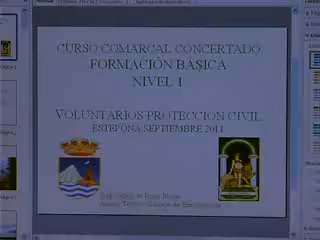 CURSO COMARCAL CONCERTADO
FORMACIÓN BÁSICA
NIVEL 1
VOLUNTARIOS PROTECCION CIVIL
ESTEPONA SEPTIEMBRE 2011